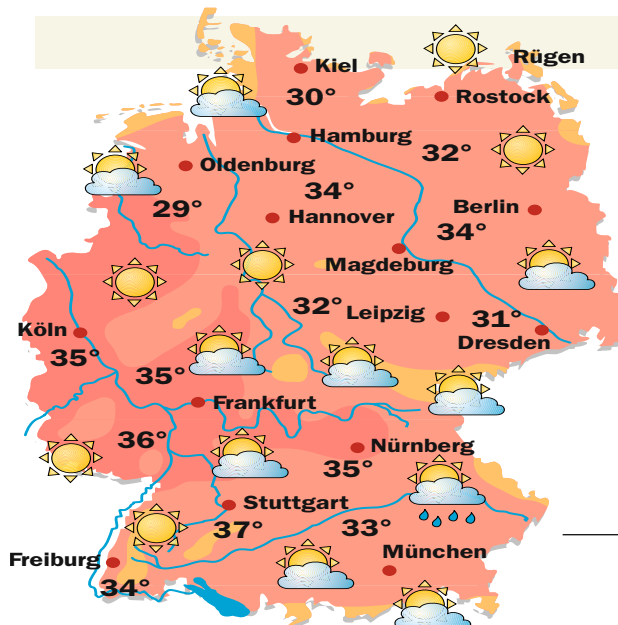 Rügen
Kiel
30°
Rostock
Hamburg
32°
Oldenburg
34°
29°
Hannover
Berlin
34°
Magdeburg
32°
Leipzig
31°
Dresden
Köln
35°
35°
Frankfurt
36°
Nürnberg
35°
Stuttgart
37°
33°
München
Freiburg
34°